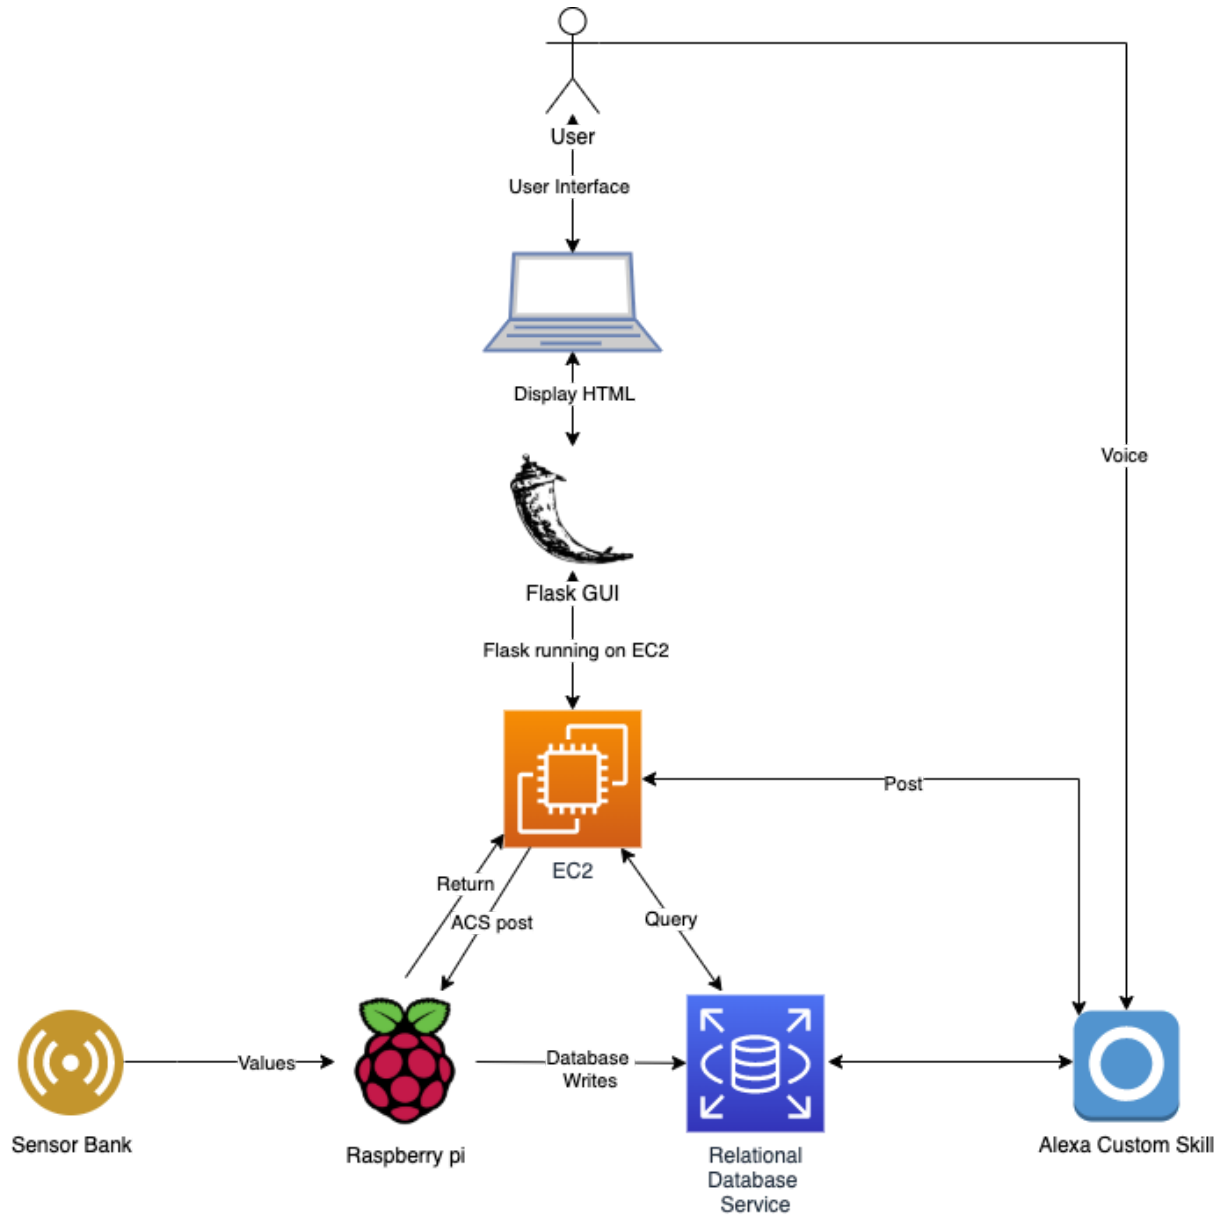 User
User Interface
Display HTML
Voice
Flask GUI
Flask running on EC2
Post
EC2
Return
ACS post
Query
Values
Database
Writes
Sensor Bank
Raspberry pi
Relational
Database
Service
Alexa Custom Skill